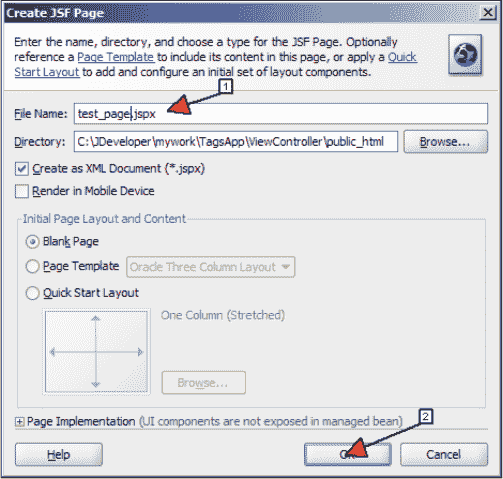 Create JSF Page
Enter the name, directory, and choose a type for the JSF Page. Optionally
reference a Page Template to include its content in this page, or apply a Quick
Start Layout to add and configure an initial set of layout components.
1
File Name: test_page.jspx
Directory: C:\JDeveloper\mywork\TagsApp\ViewController\public_html Browse...
Create as XML Document (*.jspx)
Render in Mobile Device
Initial Page Layout and Content
Blank Page
Page Template Oracle Three Column Layout
Quick Start Layout
One Column (Stretched)
Browse...
Page Implementation (UI components are not exposed in managed bean)
2
Help Cancel